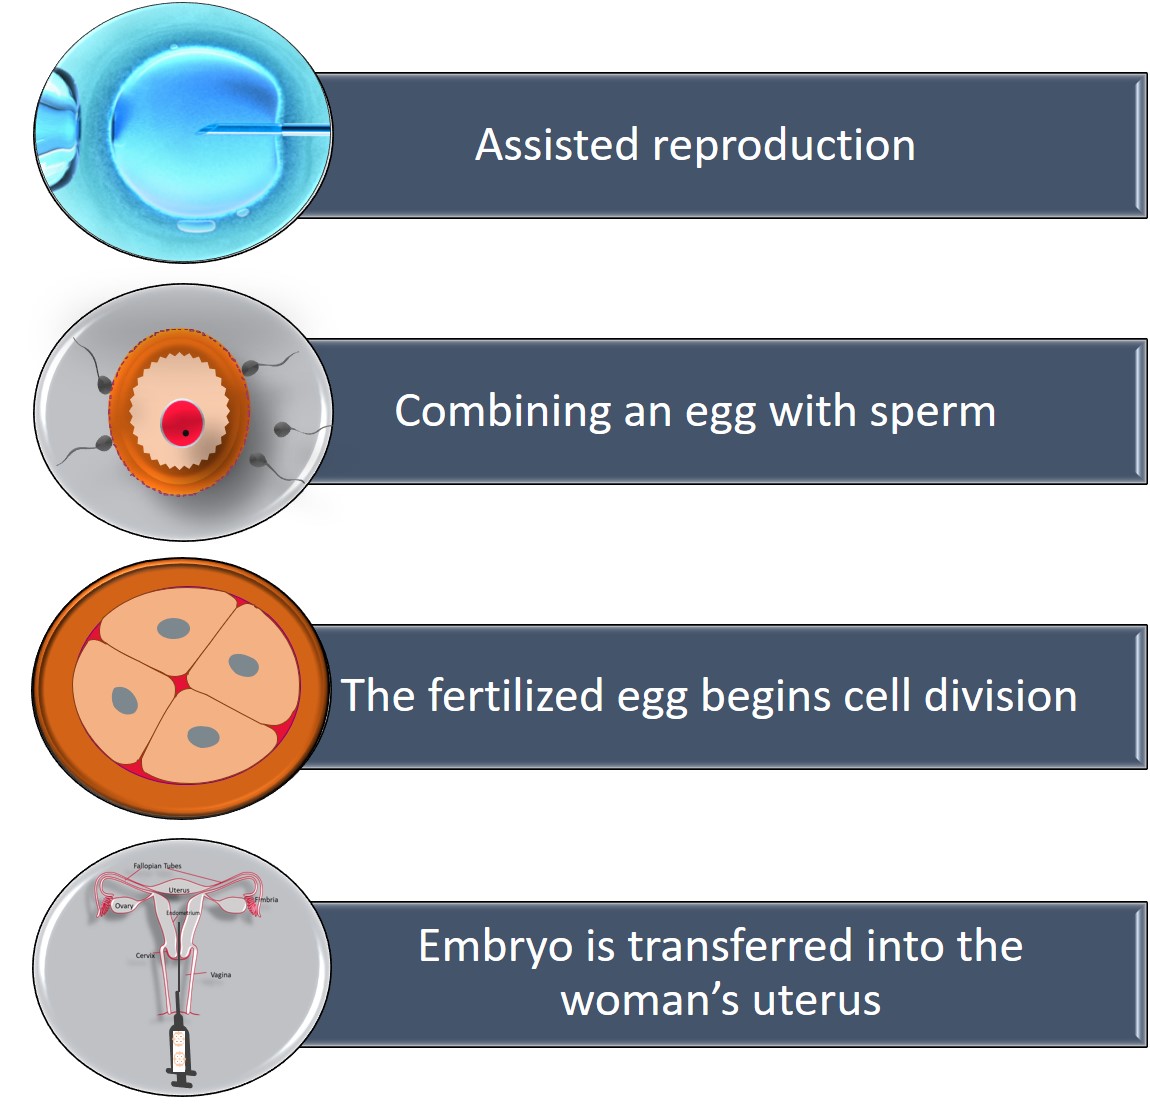 Assisted reproduction
Combining an egg with sperm
The fertilized egg begins cell division
Fallopian Tubes
Uterus
Ovary
Fimbria
Endometrium
Cervix
Vagina
Embryo is transferred into the
woman’s uterus